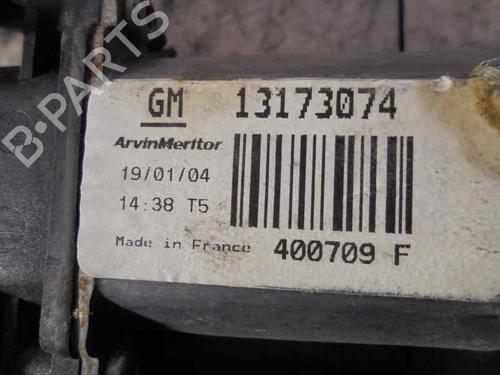 GM 13173074
ArvinMeritor
19/01/04
14:38 T5
Made in France 400709 F
B-PARTS